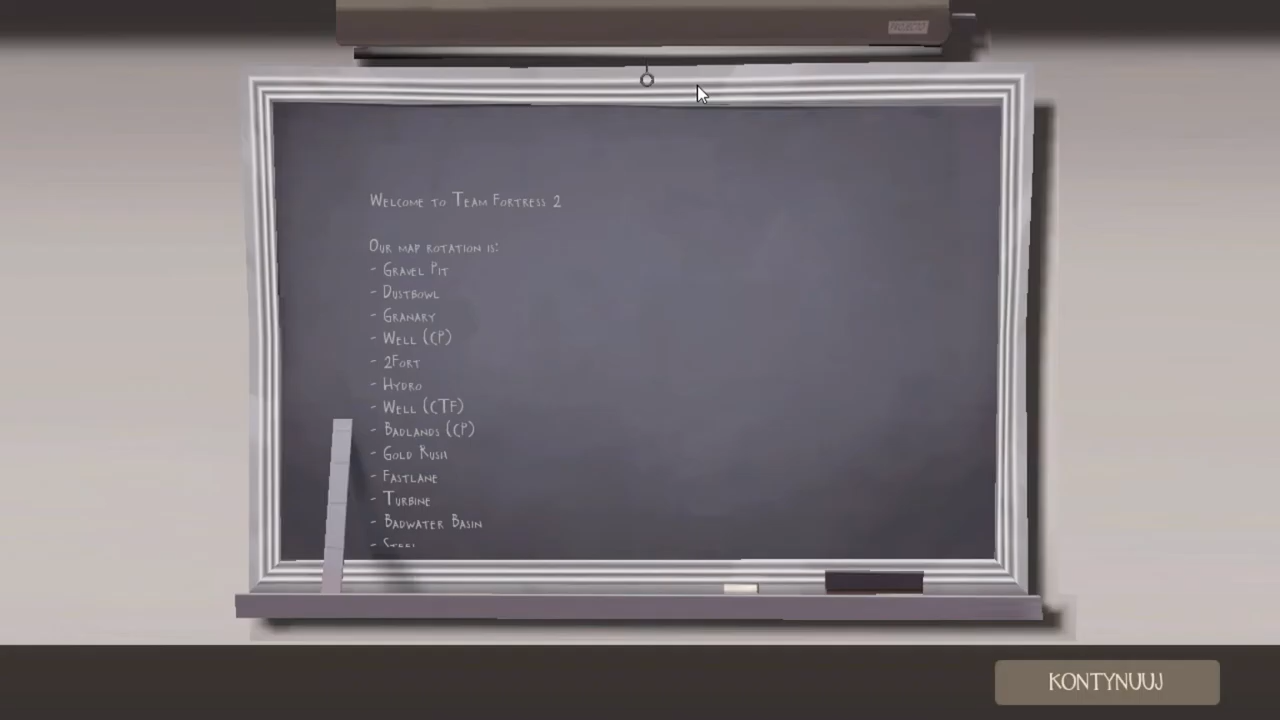 Welcome to Team Fortress 2
Our map rotation is:
- Gravel Pit
- Dustbowl
- Granary
- Well (CP)
- 2Fort
- Hydro
- Well (CTF)
- Badlands (CP)
- Gold Rush
- Fastlane
- Turbine
- Badwater Basin
- Steel
KONTYNUUJ